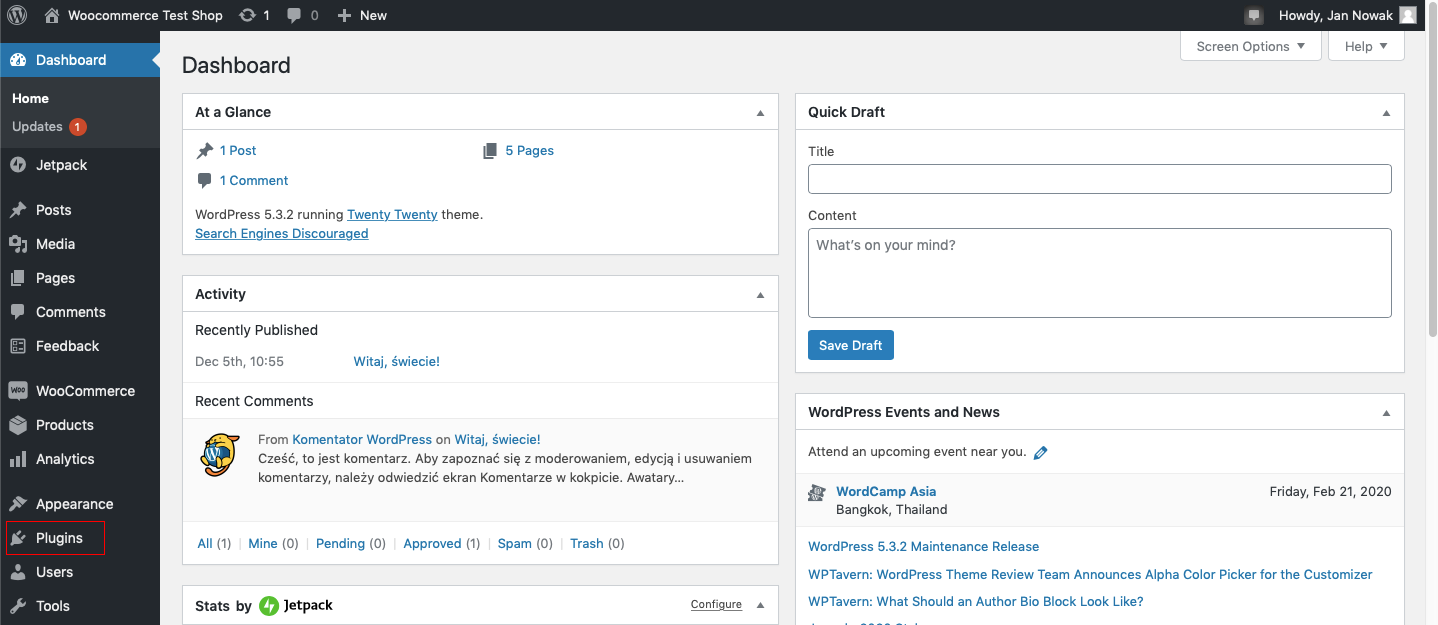 Woocommerce Test Shop 1 0 New Howdy, Jan Nowak
Dashboard
Home
Updates 1
Jetpack
Posts
Media
Pages
Comments
Feedback
WOO WooCommerce
Products
Analytics
Appearance
Plugins
Users
Tools
Screen Options Help
Dashboard
At a Glance
1 Post 5 Pages
1 Comment
WordPress 5.3.2 running Twenty Twenty theme.
Search Engines Discouraged
Activity
Recently Published
Dec 5th, 10:55 Witaj, świecie!
Recent Comments
From Komentator WordPress on Witaj, świecie!
Cześć, to jest komentarz. Aby zapoznać się z moderowaniem, edycją i usuwaniem
komentarzy, należy odwiedzić ekran Komentarze w kokpicie. Awatary…
All (1) | Mine (0) | Pending (0) | Approved (1) | Spam (0) | Trash (0)
Stats by Jetpack Configure
Quick Draft
Title
Content
What's on your mind?
Save Draft
WordPress Events and News
Attend an upcoming event near you.
WordCamp Asia Friday, Feb 21, 2020
Bangkok, Thailand
WordPress 5.3.2 Maintenance Release
WPTavern: WordPress Theme Review Team Announces Alpha Color Picker for the Customizer
WPTavern: What Should an Author Bio Block Look Like?